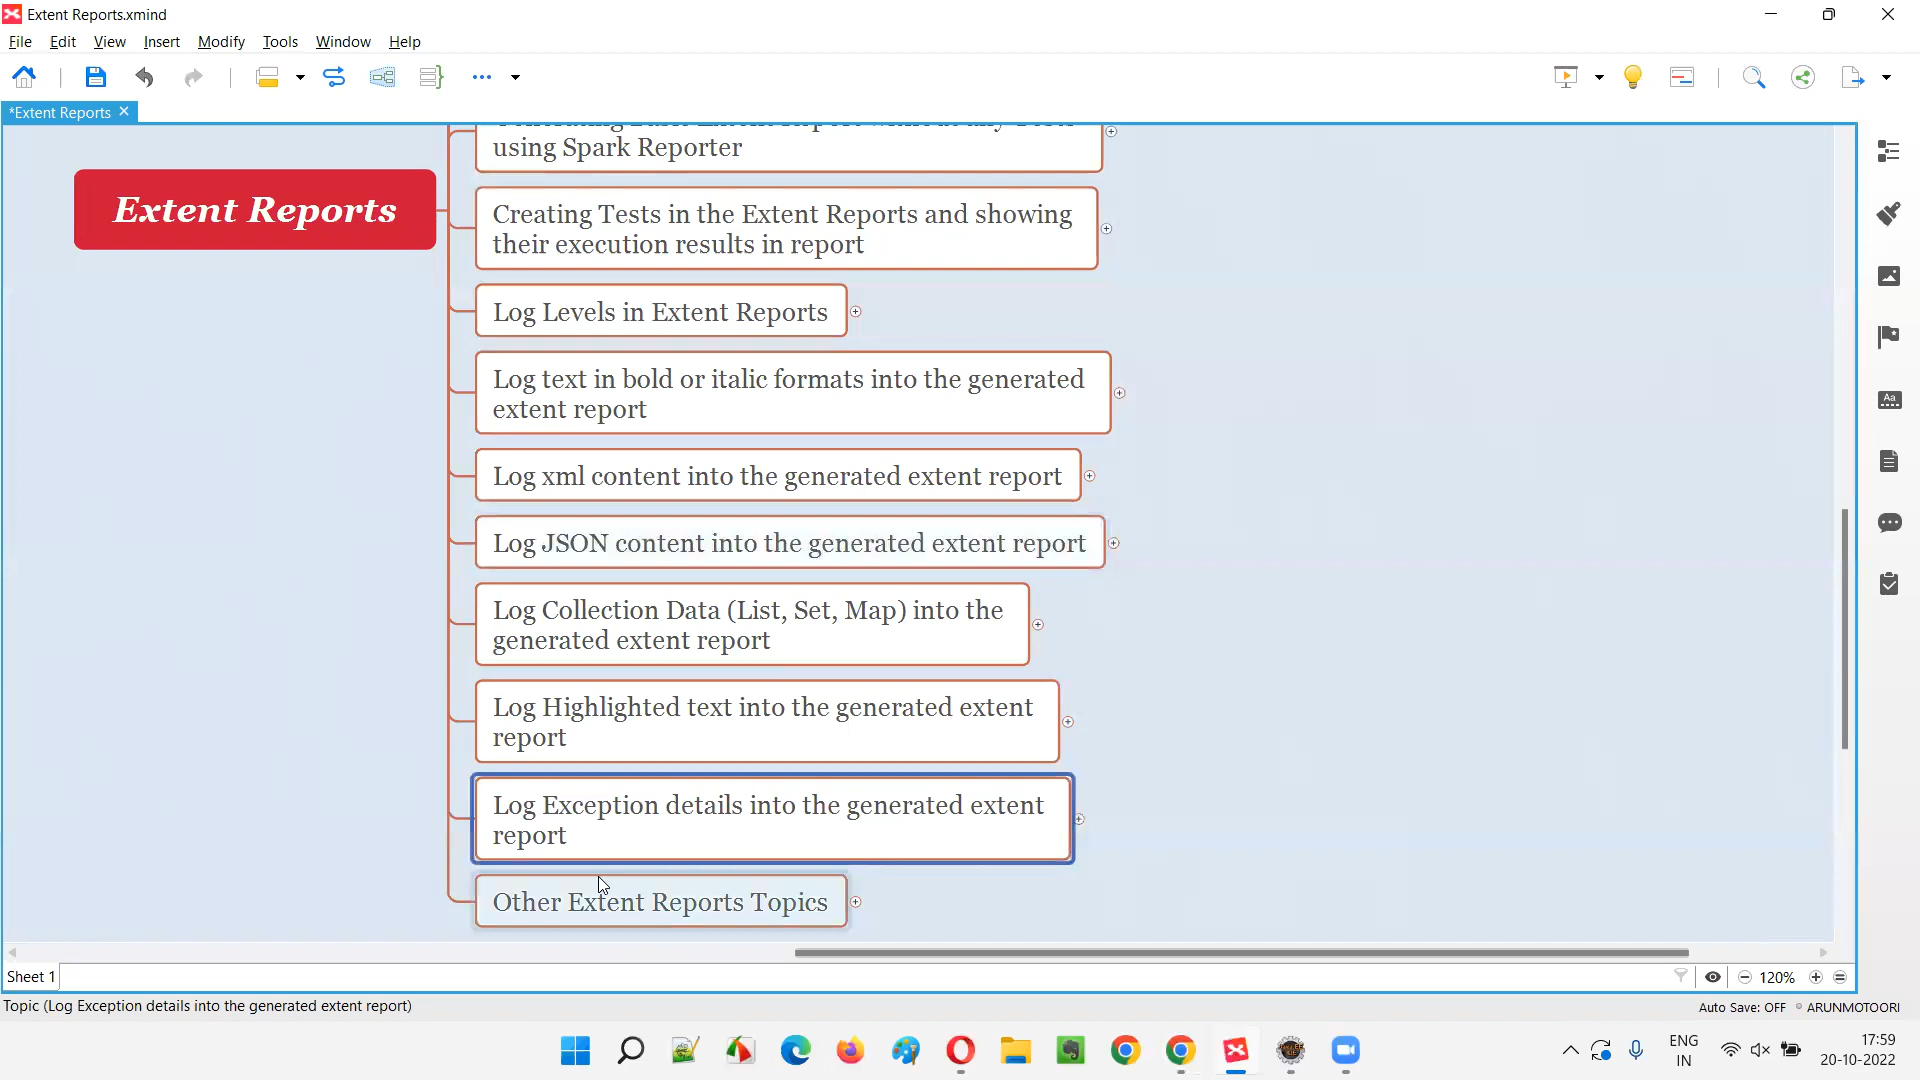 Extent Reports.xmind
File Edit View Insert Modify Tools Window Help
*Extent Reports
using Spark Reporter
Extent Reports
Creating Tests in the Extent Reports and showing
their execution results in report
Log Levels in Extent Reports
Log text in bold or italic formats into the generated
extent report
Log xml content into the generated extent report
Log JSON content into the generated extent report
Log Collection Data (List, Set, Map) into the
generated extent report
Log Highlighted text into the generated extent
report
Log Exception details into the generated extent
report
Other Extent Reports Topics
Sheet 1
120%
Topic (Log Exception details into the generated extent report)
Auto Save: OFF
ARUNMOTOORI
ENG
IN
17:59
20-10-2022